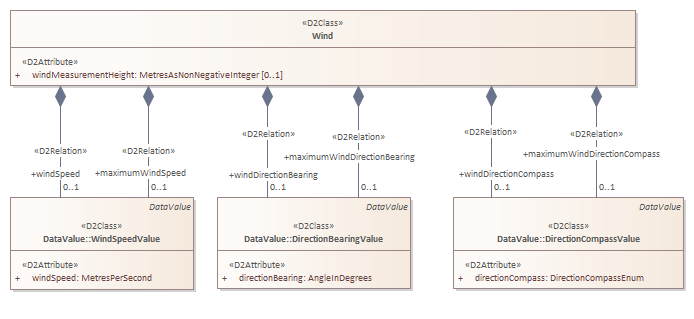 «D2Class»
Wind
«D2Attribute»
+ windMeasurementHeight: MetresAsNonNegativeInteger [0..1]
«D2Relation»
+windSpeed
0..1
«D2Relation»
+maximumWindSpeed
0..1
«D2Relation»
+windDirectionBearing
0..1
«D2Relation»
+maximumWindDirectionBearing
0..1
«D2Relation»
+windDirectionCompass
0..1
«D2Relation»
+maximumWindDirectionCompass
0..1
DataValue
«D2Class»
DataValue::WindSpeedValue
«D2Attribute»
+ windSpeed: MetresPerSecond
DataValue
«D2Class»
DataValue::DirectionBearingValue
«D2Attribute»
+ directionBearing: AngleInDegrees
DataValue
«D2Class»
DataValue::DirectionCompassValue
«D2Attribute»
+ directionCompass: DirectionCompassEnum